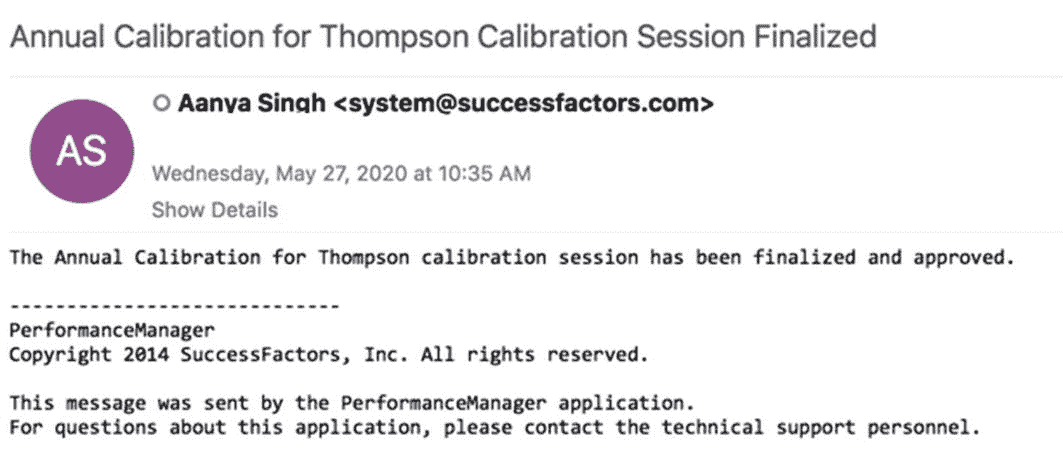 Annual Calibration for Thompson Calibration Session Finalized
Aanya Singh <system@successfactors.com>
AS
Wednesday, May 27, 2020 at 10:35 AM
Show Details
The Annual Calibration for Thompson calibration session has been finalized and approved.
-----------------------------
PerformanceManager
Copyright 2014 SuccessFactors, Inc. All rights reserved.
This message was sent by the PerformanceManager application.
For questions about this application, please contact the technical support personnel.